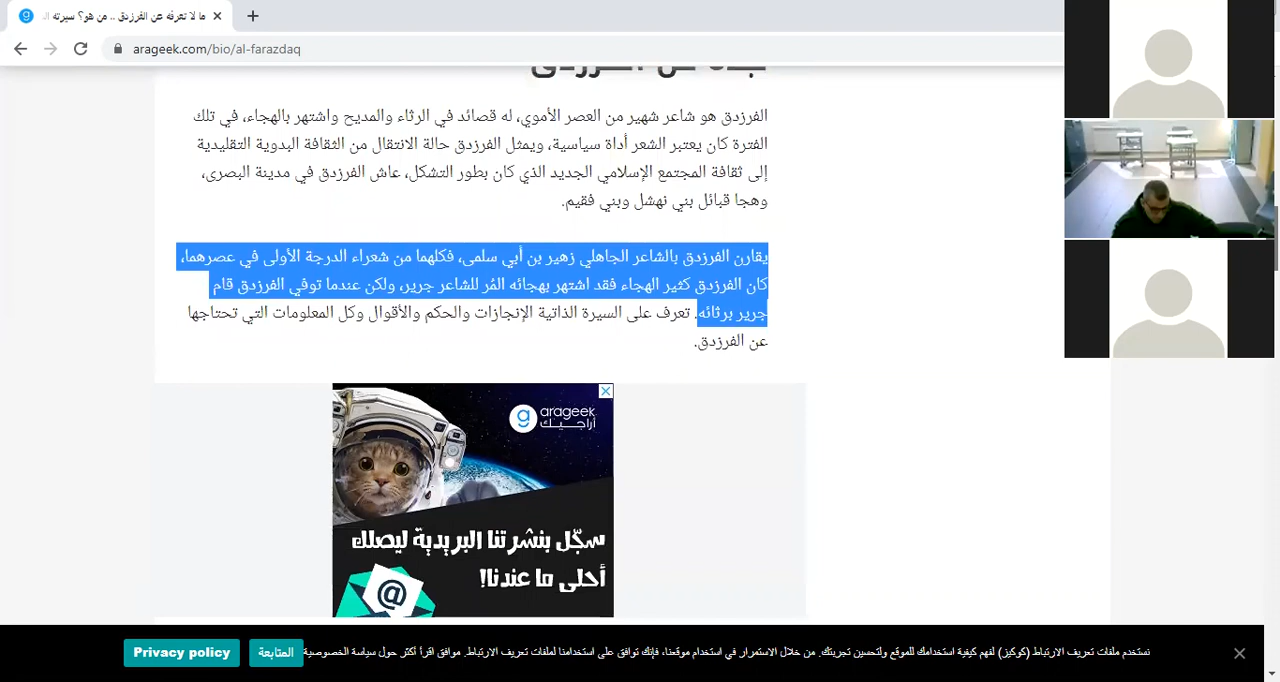 ما لا تعرفه عن الفرزدق .. من هو؟ سيرته ال
arageek.com/bio/al-farazdaq
نبذة عن الفرزدق
الفرزدق هو شاعر شهير من العصر الأموي، له قصائد في الرثاء والمديح واشتهر بالهجاء، في تلك
الفترة كان يعتبر الشعر أداة سياسية، ويمثل الفرزدق حالة الانتقال من الثقافة البدوية التقليدية
إلى ثقافة المجتمع الإسلامي الجديد الذي كان بطور التشكّل، عاش الفرزدق في مدينة البصرى،
وهجا قبائل بني نهشل وبني فقيم.
يقارن الفرزدق بالشاعر الجاهلي زهير بن أبي سلمى، فكلهما من شعراء الدرجة الأولى في عصرهما،
كان الفرزدق كثير الهجاء فقد اشتهر بهجائه المُر للشاعر جرير، ولكن عندما توفي الفرزدق قام
جرير برثائه. تعرف على السيرة الذاتية الإنجازات والحكم والأقوال وكل المعلومات التي تحتاجها
عن الفرزدق.
arageek
أراجيـك
سجّل بنشرتنا البريدية ليصلك
أحلى ما عندنا!
نستخدم ملفات تعريف الارتباط (كوكيز) لفهم كيفية استخدامك للموقع ولتحسين تجربتك. من خلال الاستمرار في استخدام موقعنا، فإنك توافق على استخدامنا لملفات تعريف الارتباط. موافق اقرأ أكثر حول سياسة الخصوصية
المتابعة
Privacy policy